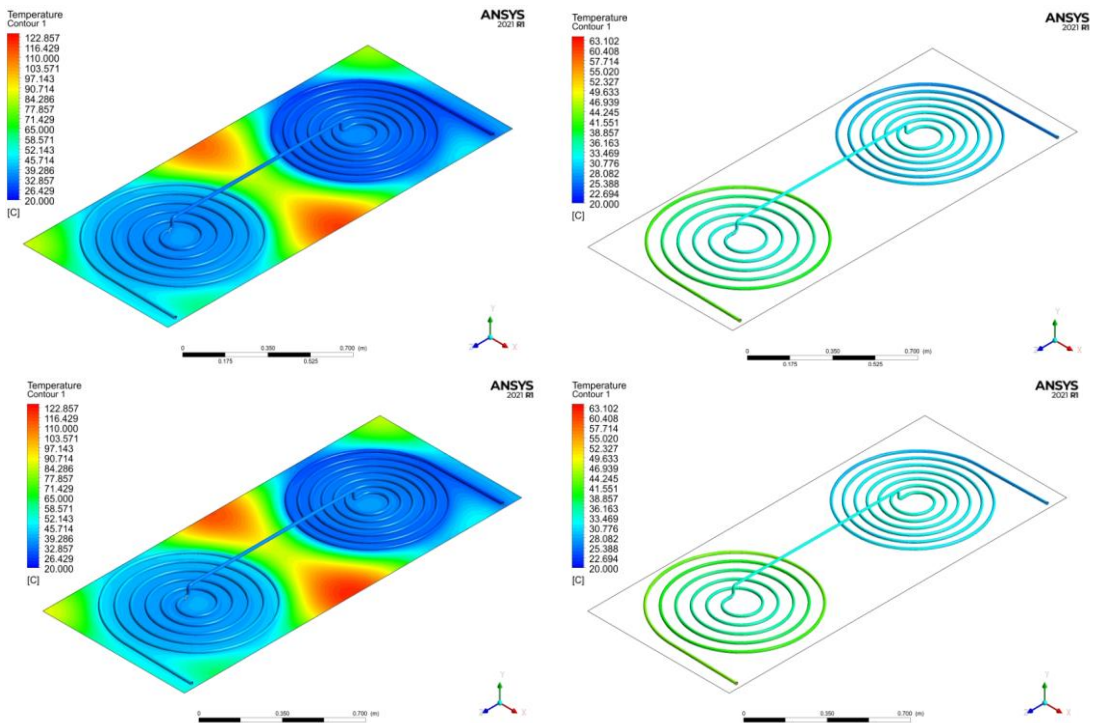 Temperature
Contour 1
122.857
116.429
110.000
103.571
97.143
90.714
84.286
77.857
71.429
65.000
58.571
52.143
45.714
39.286
32.857
26.429
20.000
[C]
ANSYS
2021 R1
0
0.350
0.700 (m)
0.175
0.525
Y
Z
X
Temperature
Contour 1
63.102
60.408
57.714
55.020
52.327
49.633
46.939
44.245
41.551
38.857
36.163
33.469
30.776
28.082
25.388
22.694
20.000
[C]
ANSYS
2021 R1
0
0.350
0.700 (m)
0.175
0.525
Y
Z
X
Temperature
Contour 1
122.857
116.429
110.000
103.571
97.143
90.714
84.286
77.857
71.429
65.000
58.571
52.143
45.714
39.286
32.857
26.429
20.000
[C]
ANSYS
2021 R1
0
0.350
0.700 (m)
Y
Z
X
Temperature
Contour 1
63.102
60.408
57.714
55.020
52.327
49.633
46.939
44.245
41.551
38.857
36.163
33.469
30.776
28.082
25.388
22.694
20.000
[C]
ANSYS
2021 R1
0
0.350
0.700 (m)
Y
Z
X